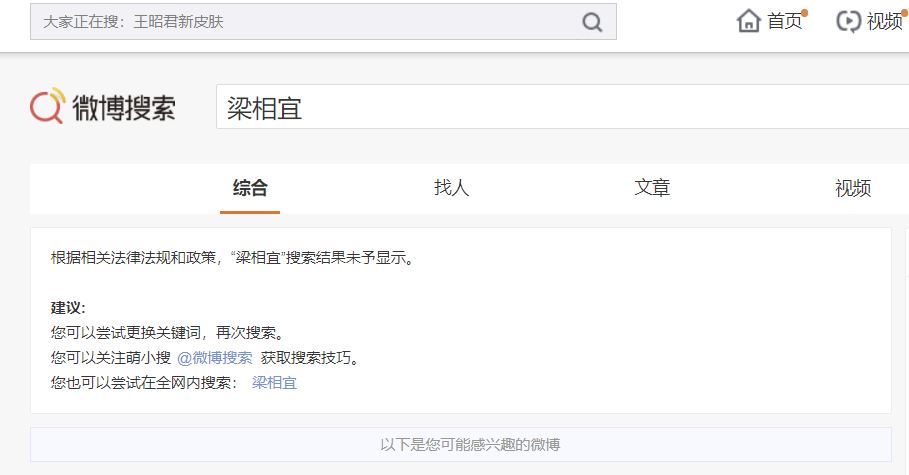 大家正在搜：王昭君新皮肤
首页
视频
微博搜索
梁相宜
综合 找人 文章 视频
根据相关法律法规和政策，“梁相宜”搜索结果未予显示。
建议：
您可以尝试更换关键词，再次搜索。
您可以关注萌小搜 @微博搜索 获取搜索技巧。
您也可以尝试在全网内搜索： 梁相宜
以下是您可能感兴趣的微博